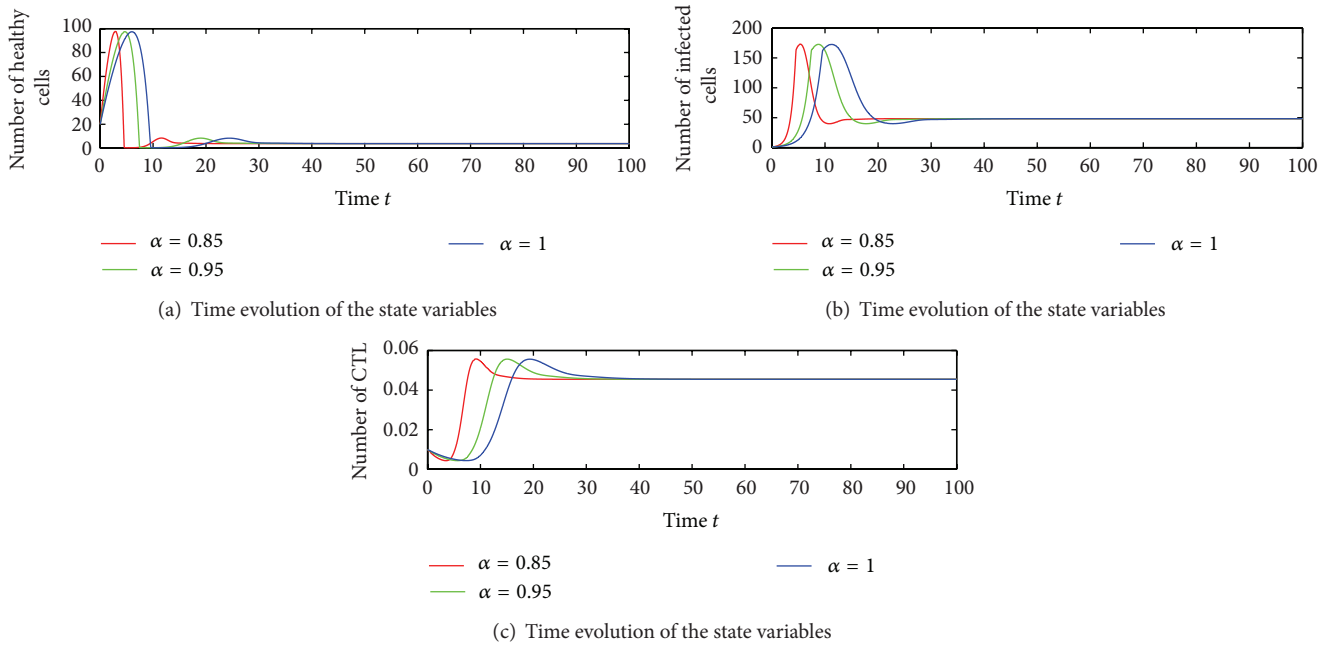 Number of healthy
cells
100
80
60
40
20
0
0 10 20 30 40 50 60 70 80 90 100
Time t
α = 0.85
α = 1
α = 0.95
(a) Time evolution of the state variables
Number of infected
cells
200
150
100
50
0
0 10 20 30 40 50 60 70 80 90 100
Time t
α = 0.85
α = 1
α = 0.95
(b) Time evolution of the state variables
Number of CTL
0.06
0.04
0.02
0
0 10 20 30 40 50 60 70 80 90 100
Time t
α = 0.85
α = 1
α = 0.95
(c) Time evolution of the state variables